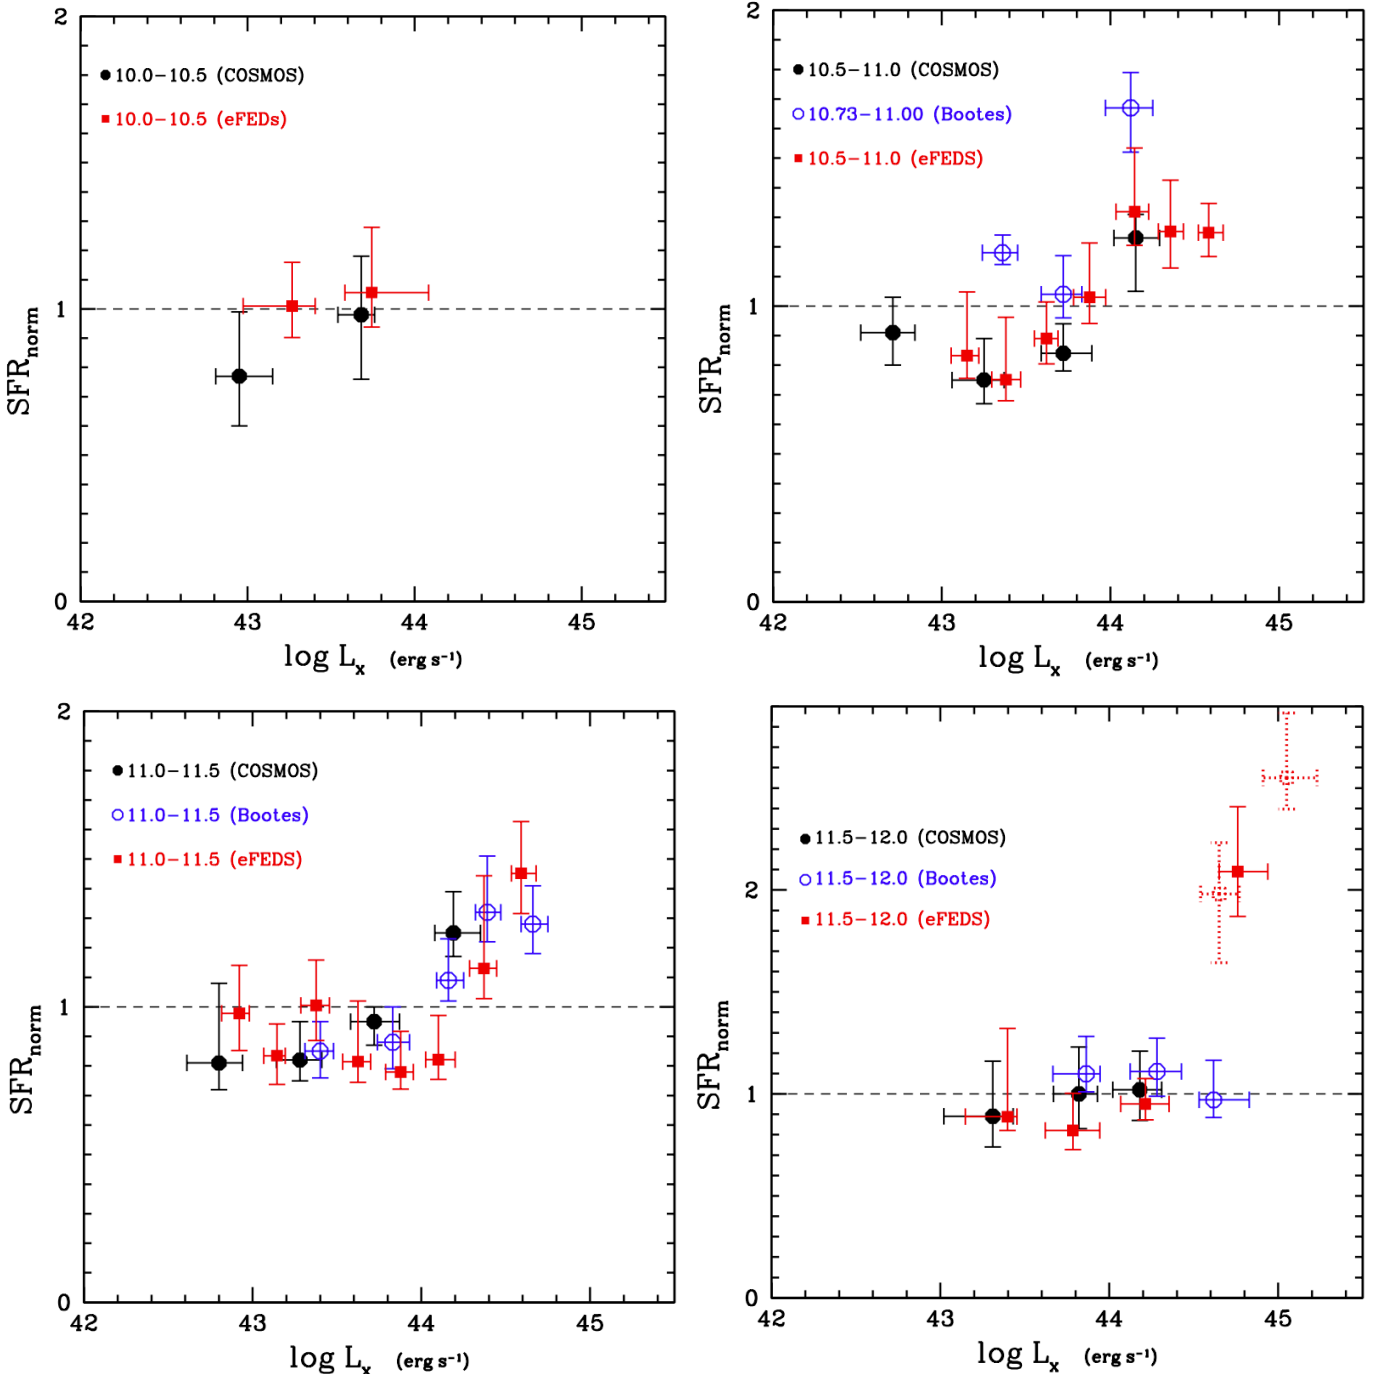 2
10.0−10.5 (COSMOS)
10.0−10.5 (eFEDs)
1
SFRnorm
0
42
43
44
45
log Lx (erg s⁻¹)
2
10.5−11.0 (COSMOS)
10.73−11.00 (Bootes)
10.5−11.0 (eFEDS)
1
SFRnorm
0
42
43
44
45
log Lx (erg s⁻¹)
2
11.0−11.5 (COSMOS)
11.0−11.5 (Bootes)
11.0−11.5 (eFEDS)
1
SFRnorm
0
42
43
44
45
log Lx (erg s⁻¹)
11.5−12.0 (COSMOS)
11.5−12.0 (Bootes)
2
11.5−12.0 (eFEDS)
1
SFRnorm
0
42
43
44
45
log Lx (erg s⁻¹)